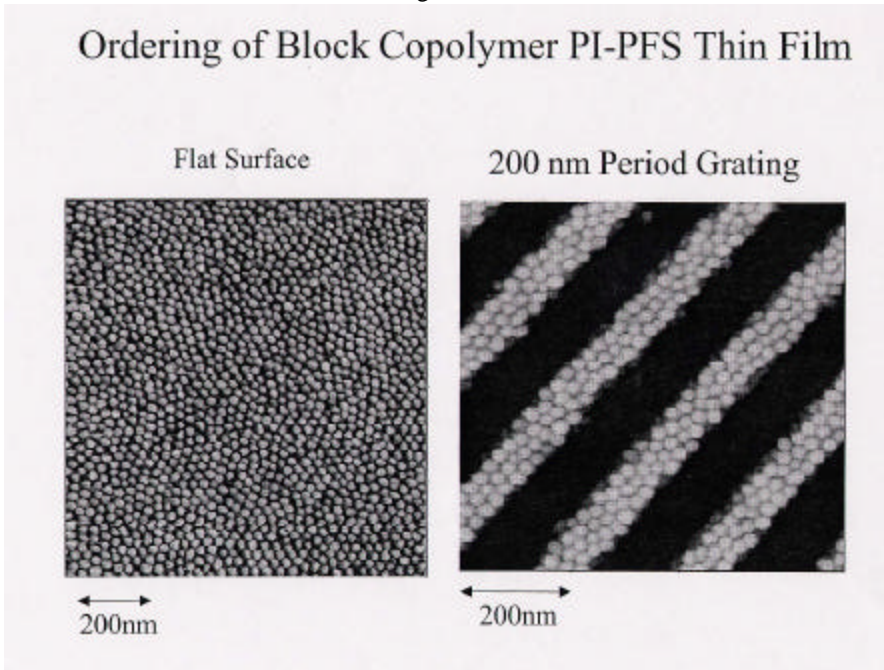 Ordering of Block Copolymer PI-PFS Thin Film
Flat Surface
200 nm Period Grating
200nm
200nm